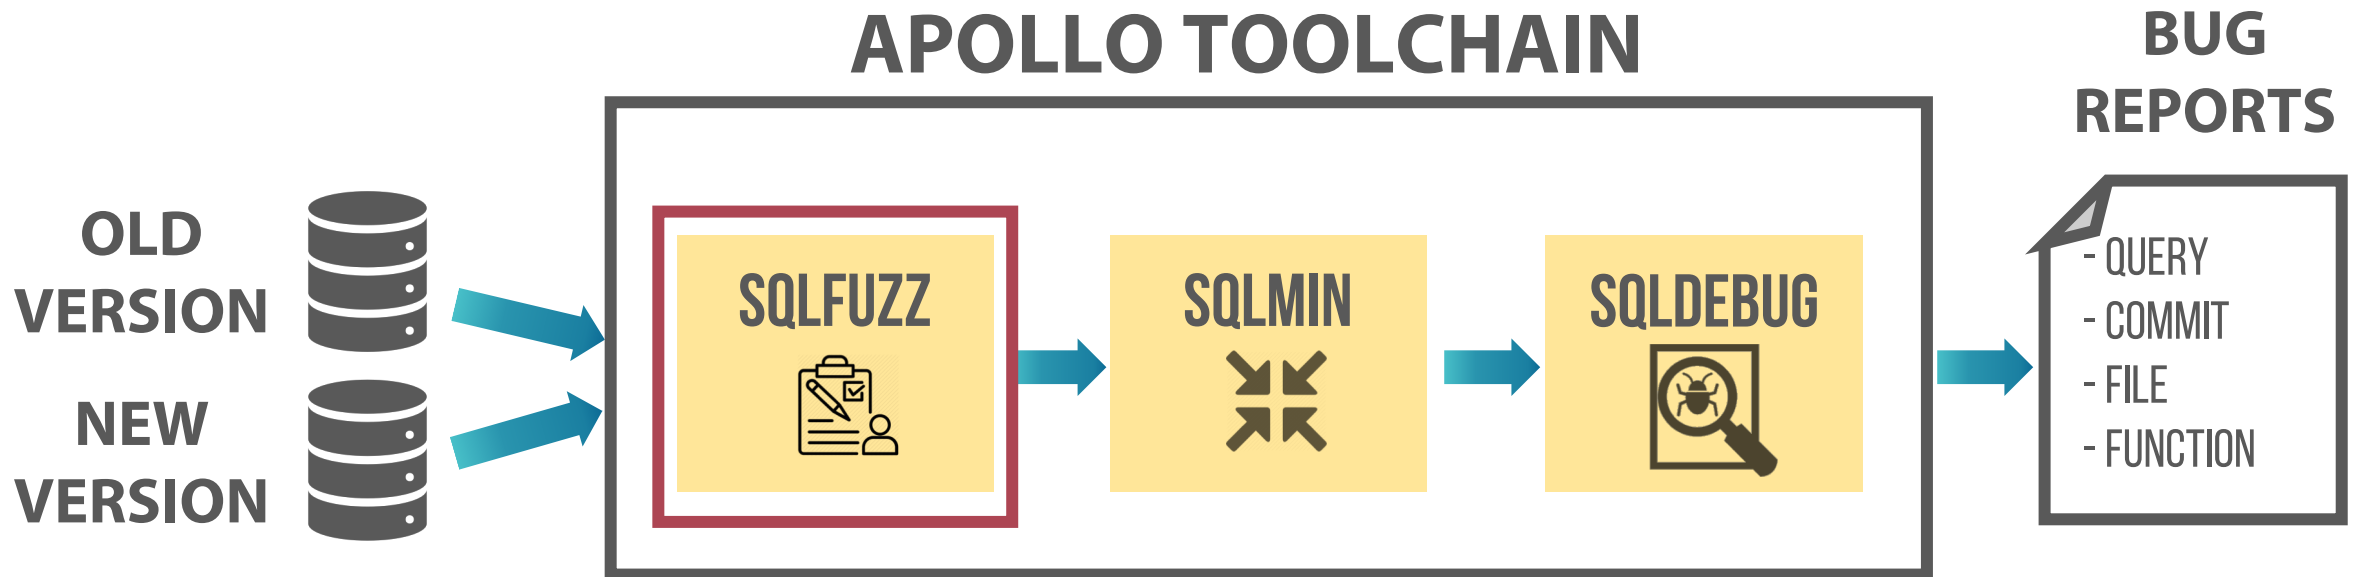 APOLLO TOOLCHAIN
BUG
REPORTS
OLD
VERSION
NEW
VERSION
SQLFUZZ
SQLMIN
SQLDEBUG
- QUERY
- COMMIT
- FILE
- FUNCTION